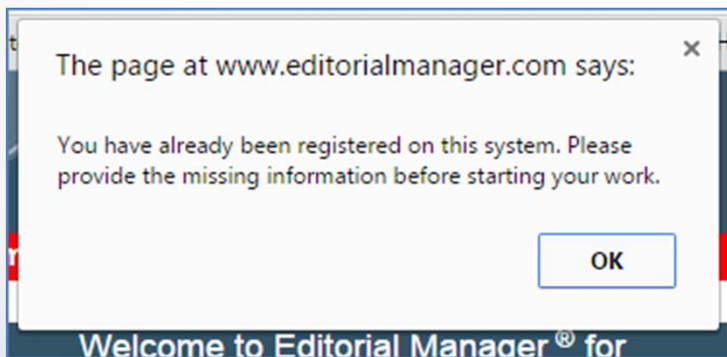 The page at www.editorialmanager.com says:
You have already been registered on this system. Please
provide the missing information before starting your work.
OK
Welcome to Editorial Manager ® for